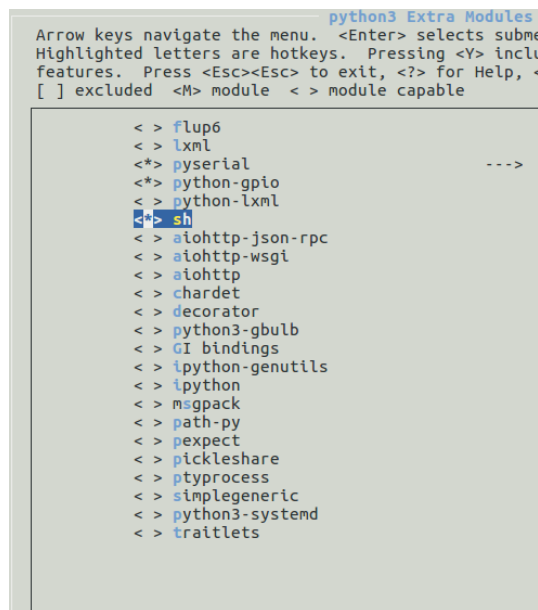 python3 Extra Modules
Arrow keys navigate the menu. <Enter> selects subme
Highlighted letters are hotkeys. Pressing <Y> inclu
features. Press <Esc><Esc> to exit, <?> for Help, <
[ ] excluded <M> module < > module capable
< > flup6
< > lxml
<*> pyserial --->
<*> python-gpio
< > python-lxml
<*> sh
< > aiohttp-json-rpc
< > aiohttp-wsgi
< > aiohttp
< > chardet
< > decorator
< > python3-gbulb
< > GI bindings
< > ipython-genutils
< > ipython
< > msgpack
< > path-py
< > pexpect
< > pickleshare
< > ptyprocess
< > simplegeneric
< > python3-systemd
< > traitlets